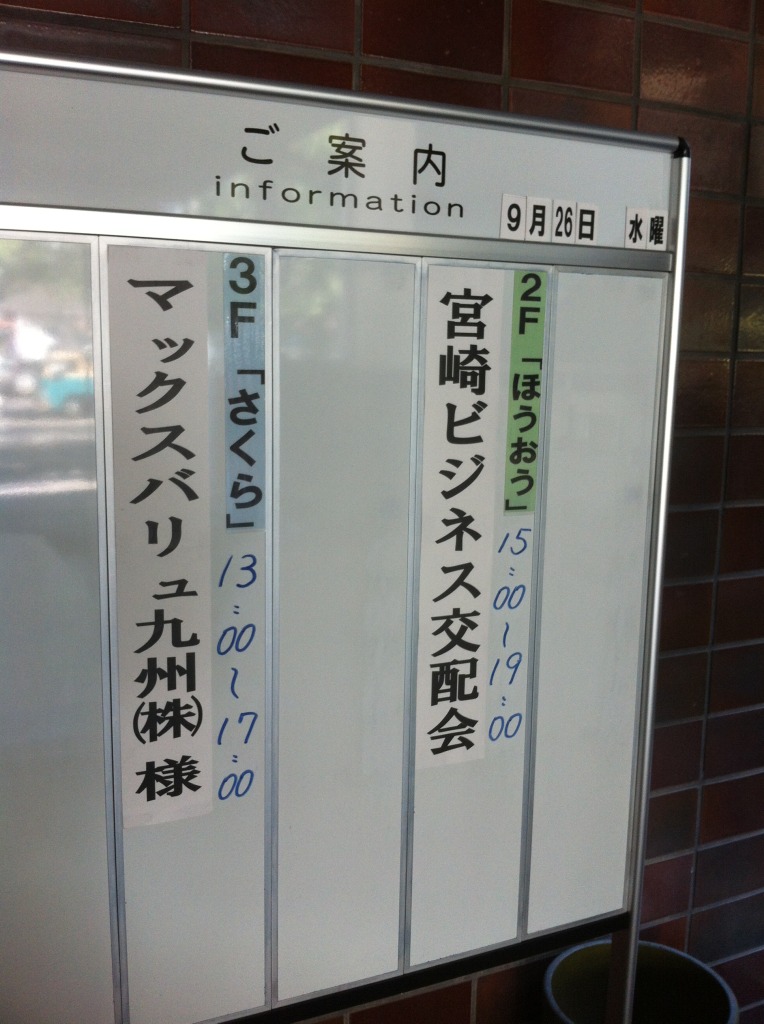 ご案内
information
9月26日 水曜
2F「ほうおう」 15:00~19:00
宮崎ビジネス交配会
3F「さくら」 13:00~17:00
マックスバリュ九州(株)様